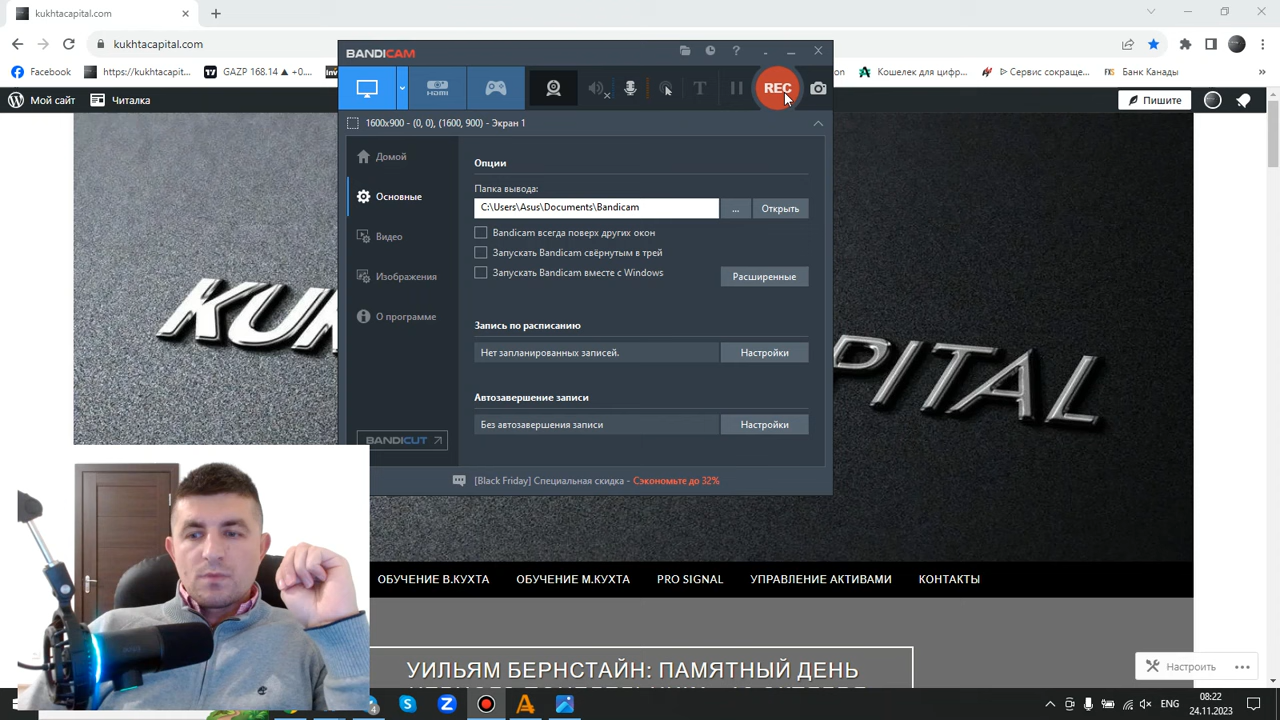 kukhtacapital.com
kukhtacapital.com
Facebook
https://kukhtacapital...
GAZP 168.14 ▲ +0...
Кошелек для цифр...
Сервис сокраще...
Банк Канады
Мой сайт
Читалка
Пишите
BANDICAM
HDMI
T
REC
1600x900 - (0, 0), (1600, 900) - Экран 1
Домой
Основные
Видео
Изображения
О программе
BANDICUT
Опции
Папка вывода:
C:\Users\Asus\Documents\Bandicam
...
Открыть
Bandicam всегда поверх других окон
Запускать Bandicam свёрнутым в трей
Запускать Bandicam вместе с Windows
Расширенные
Запись по расписанию
Нет запланированных записей.
Настройки
Автозавершение записи
Без автозавершения записи
Настройки
[Black Friday] Специальная скидка - Сэкономьте до 32%
ОБУЧЕНИЕ В.КУХТА
ОБУЧЕНИЕ М.КУХТА
PRO SIGNAL
УПРАВЛЕНИЕ АКТИВАМИ
КОНТАКТЫ
УИЛЬЯМ БЕРНСТАЙН: ПАМЯТНЫЙ ДЕНЬ
Настроить
ENG
08:22
24.11.2023